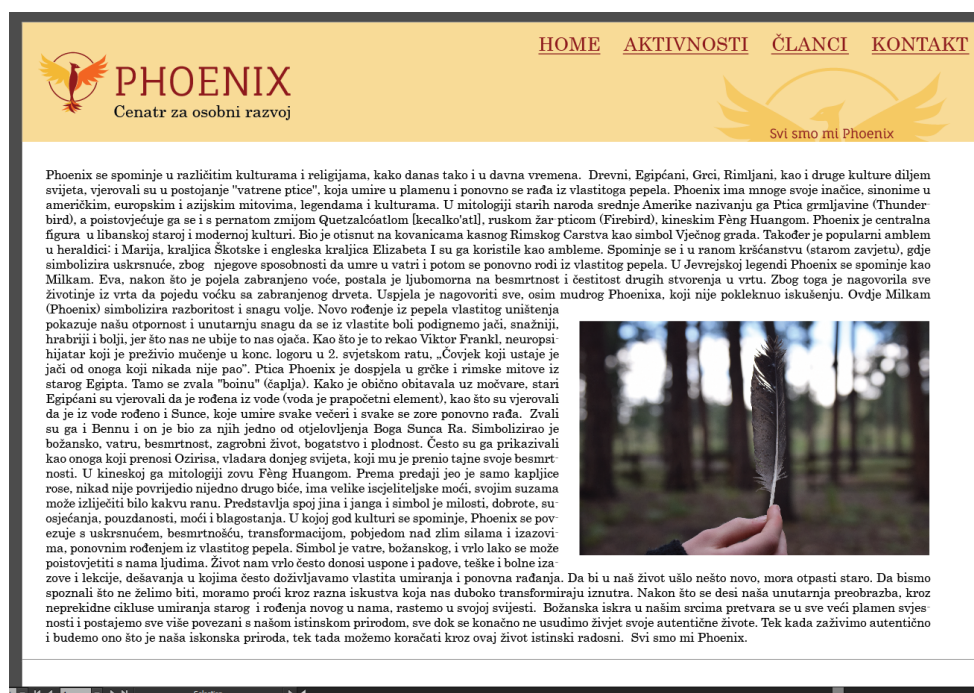 HOME AKTIVNOSTI ČLANCI KONTAKT
PHOENIX
Cenatr za osobni razvoj
Svi smo mi Phoenix
Phoenix se spominje u različitim kulturama i religijama, kako danas tako i u davna vremena. Drevni, Egipćani, Grci, Rimljani, kao i druge kulture diljem
svijeta, vjerovali su u postojanje "vatrene ptice", koja umire u plamenu i ponovno se rađa iz vlastitoga pepela. Phoenix ima mnoge svoje inačice, sinonime u
američkim, europskim i azijskim mitovima, legendama i kulturama. U mitologiji starih naroda srednje Amerike nazivanju ga Ptica grmljavine (Thunder-
bird), a poistovjećuje ga se i s pernatom zmijom Quetzalcóatlom [kecalko'atl], ruskom žar pticom (Firebird), kineskim Fèng Huangom. Phoenix je centralna
figura u libanskoj staroj i modernoj kulturi. Bio je otisnut na kovanicama kasnog Rimskog Carstva kao simbol Vječnog grada. Također je popularni amblem
u heraldici: i Marija, kraljica Škotske i engleska kraljica Elizabeta I su ga koristile kao ambleme. Spominje se i u ranom kršćanstvu (starom zavjetu), gdje
simbolizira uskrsnuće, zbog njegove sposobnosti da umre u vatri i potom se ponovno rodi iz vlastitog pepela. U Jevrejskoj legendi Phoenix se spominje kao
Milkam. Eva, nakon što je pojela zabranjeno voće, postala je ljubomorna na besmrtnost i čestitost drugih stvorenja u vrtu. Zbog toga je nagovorila sve
životinje iz vrta da pojedu voćku sa zabranjenog drveta. Uspjela je nagovoriti sve, osim mudrog Phoenixa, koji nije pokleknuo iskušenju. Ovdje Milkam
(Phoenix) simbolizira razboritost i snagu volje. Novo rođenje iz pepela vlastitog uništenja
pokazuje našu otpornost i unutarnju snagu da se iz vlastite boli podignemo jači, snažniji,
hrabriji i bolji, jer što nas ne ubije to nas ojača. Kao što je to rekao Viktor Frankl, neuropsi-
hijatar koji je preživio mučenje u konc. logoru u 2. svjetskom ratu, „Čovjek koji ustaje je
jači od onoga koji nikada nije pao”. Ptica Phoenix je dospjela u grčke i rimske mitove iz
starog Egipta. Tamo se zvala "boinu" (čaplja). Kako je obično obitavala uz močvare, stari
Egipćani su vjerovali da je rođena iz vode (voda je prapočetni element), kao što su vjerovali
da je iz vode rođeno i Sunce, koje umire svake večeri i svake se zore ponovno rađa. Zvali
su ga i Bennu i on je bio za njih jedno od otjelovljenja Boga Sunca Ra. Simbolizirao je
božansko, vatru, besmrtnost, zagrobni život, bogatstvo i plodnost. Često su ga prikazivali
kao onoga koji prenosi Ozirisa, vladara donjeg svijeta, koji mu je prenio tajne svoje besmrt-
nosti. U kineskoj ga mitologiji zovu Fèng Huangom. Prema predaji jeo je samo kapljice
rose, nikad nije povrijedio nijedno drugo biće, ima velike iscjeliteljske moći, svojim suzama
može izliječiti bilo kakvu ranu. Predstavlja spoj jina i janga i simbol je milosti, dobrote, su-
osjećanja, pouzdanosti, moći i blagostanja. U kojoj god kulturi se spominje, Phoenix se pov-
ezuje s uskrsnućem, besmrtnošću, transformacijom, pobjedom nad zlim silama i izazovi-
ma, ponovnim rođenjem iz vlastitog pepela. Simbol je vatre, božanskog, i vrlo lako se može
poistovjetiti s nama ljudima. Život nam vrlo često donosi uspone i padove, teške i bolne iza-
zove i lekcije, dešavanja u kojima često doživljavamo vlastita umiranja i ponovna rađanja. Da bi u naš život ušlo nešto novo, mora otpasti staro. Da bismo
spoznali što ne želimo biti, moramo proći kroz razna iskustva koja nas duboko transformiraju iznutra. Nakon što se desi naša unutarnja preobrazba, kroz
neprekidne cikluse umiranja starog i rođenja novog u nama, rastemo u svojoj svijesti. Božanska iskra u našim srcima pretvara se u sve veći plamen svjes-
nosti i postajemo sve više povezani s našom istinskom prirodom, sve dok se konačno ne usudimo živjet svoje autentične živote. Tek kada zaživimo autentično
i budemo ono što je naša iskonska priroda, tek tada možemo koračati kroz ovaj život istinski radosni. Svi smo mi Phoenix.